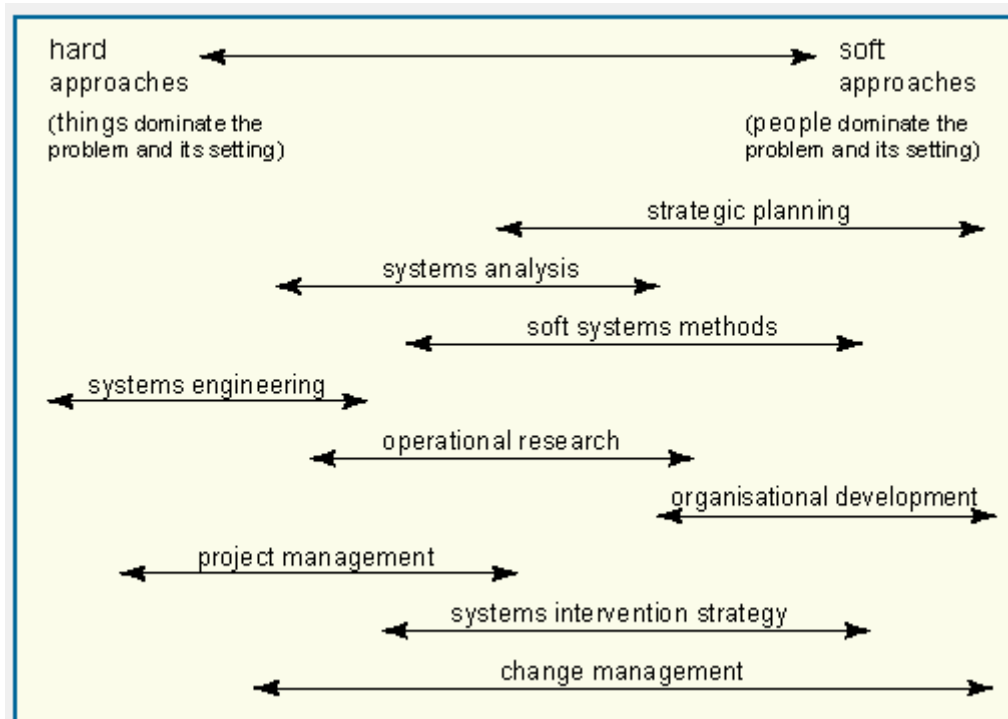 hard
approaches
(things dominate the
problem and its setting)
soft
approaches
(people dominate the
problem and its setting)
strategic planning
systems analysis
soft systems methods
systems engineering
operational research
organisational development
project management
systems intervention strategy
change management